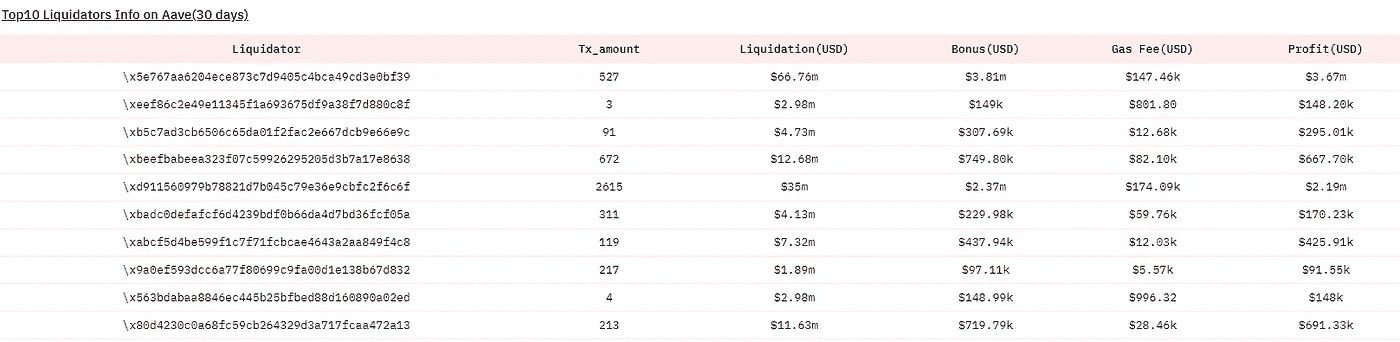 Top10 Liquidators Info on Aave(30 days)
Liquidator Tx_amount Liquidation(USD) Bonus(USD) Gas Fee(USD) Profit(USD)
\x5e767aa6204ece873c7d9405c4bca49cd3e0bf39 527 $66.76m $3.81m $147.46k $3.67m
\xeef86c2e49e11345f1a693675df9a38f7d880c8f 3 $2.98m $149k $801.80 $148.20k
\xb5c7ad3cb6506c65da01f2fac2e667dcb9e66e9c 91 $4.73m $307.69k $12.68k $295.01k
\xbeefbabeea323f07c59926295205d3b7a17e8638 672 $12.68m $749.80k $82.10k $667.70k
\xd911560979b78821d7b045c79e36e9cbfc2f6c6f 2615 $35m $2.37m $174.09k $2.19m
\xbadc0defafcf6d4239bdf0b66da4d7bd36fcf05a 311 $4.13m $229.98k $59.76k $170.23k
\xabcf5d4be599f1c7f71fcbcae4643a2aa849f4c8 119 $7.32m $437.94k $12.03k $425.91k
\x9a0ef593dcc6a77f80699c9fa00d1e138b67d832 217 $1.89m $97.11k $5.57k $91.55k
\x563bdabaa8846ec445b25bfbed88d160890a02ed 4 $2.98m $148.99k $996.32 $148k
\x80d4230c0a68fc59cb264329d3a717fcaa472a13 213 $11.63m $719.79k $28.46k $691.33k